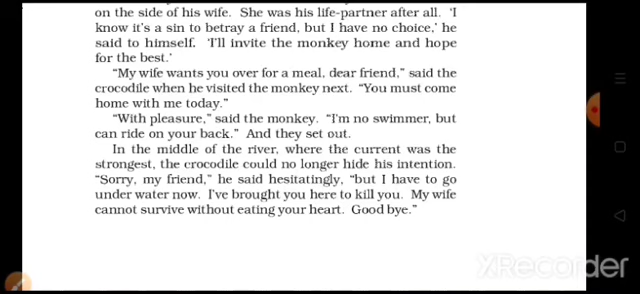 on the side of his wife. She was his life-partner after all. ‘I
know it’s a sin to betray a friend, but I have no choice,’ he
said to himself. ‘I’ll invite the monkey home and hope
for the best.’
“My wife wants you over for a meal, dear friend,” said the
crocodile when he visited the monkey next. “You must come
home with me today.”
“With pleasure,” said the monkey. “I’m no swimmer, but
can ride on your back.” And they set out.
In the middle of the river, where the current was the
strongest, the crocodile could no longer hide his intention.
“Sorry, my friend,” he said hesitatingly, “but I have to go
under water now. I’ve brought you here to kill you. My wife
cannot survive without eating your heart. Good bye.”
XRecorder